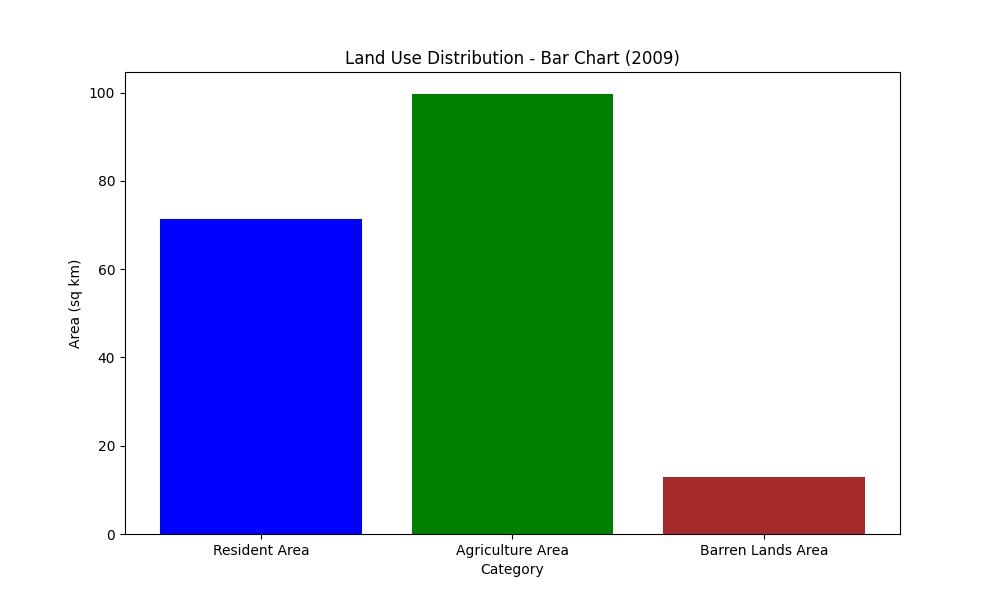 Land Use Distribution - Bar Chart (2009)
Area (sq km)
100
80
60
40
20
0
Resident Area
Agriculture Area
Barren Lands Area
Category